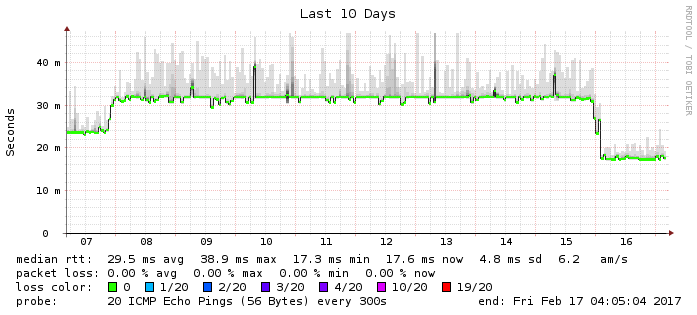 Last 10 Days
RRDTOOL / TOBI OETIKER
Seconds
40 m
30 m
20 m
10 m
0
07 08 09 10 11 12 13 14 15 16
median rtt: 29.5 ms avg 38.9 ms max 17.3 ms min 17.6 ms now 4.8 ms sd 6.2 am/s
packet loss: 0.00 % avg 0.00 % max 0.00 % min 0.00 % now
loss color: 0 1/20 2/20 3/20 4/20 10/20 19/20
probe: 20 ICMP Echo Pings (56 Bytes) every 300s end: Fri Feb 17 04:05:04 2017